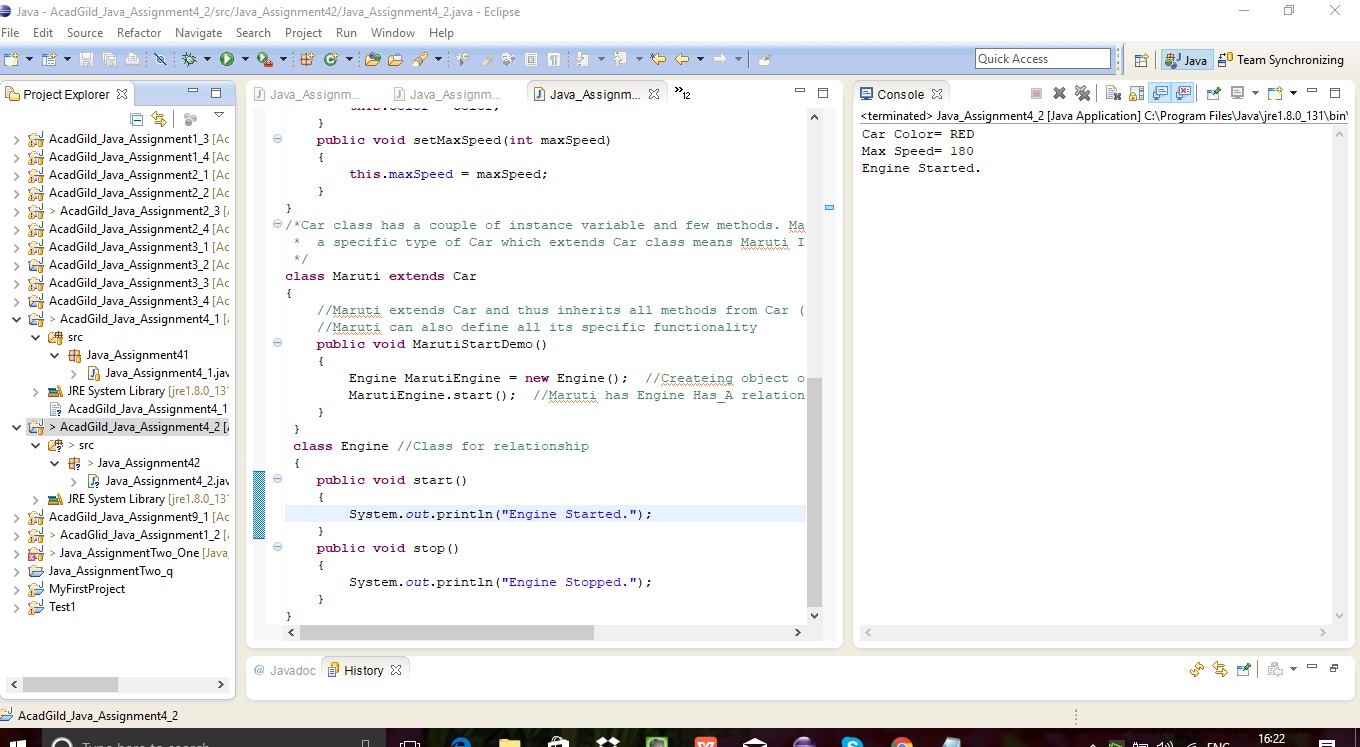 Java - AcadGild_Java_Assignment4_2/src/Java_Assignment42/Java_Assignment4_2.java - Eclipse
File Edit Source Refactor Navigate Search Project Run Window Help
Quick Access
Java
Team Synchronizing
Project Explorer
AcadGild_Java_Assignment1_3 [Ac
AcadGild_Java_Assignment1_4 [Ac
AcadGild_Java_Assignment2_1 [Ac
AcadGild_Java_Assignment2_2 [Ac
> AcadGild_Java_Assignment2_3 [A
AcadGild_Java_Assignment2_4 [Ac
AcadGild_Java_Assignment3_1 [Ac
AcadGild_Java_Assignment3_2 [Ac
AcadGild_Java_Assignment3_3 [Ac
AcadGild_Java_Assignment3_4 [Ac
> AcadGild_Java_Assignment4_1 [A
src
Java_Assignment41
Java_Assignment4_1.jav
JRE System Library [jre1.8.0_131
AcadGild_Java_Assignment4_1
> AcadGild_Java_Assignment4_2 [A
> src
> Java_Assignment42
Java_Assignment4_2.jav
JRE System Library [jre1.8.0_131
AcadGild_Java_Assignment9_1 [Ac
> AcadGlid_Java_Assignment1_2 [A
> Java_AssignmentTwo_One [Java_
Java_AssignmentTwo_q
MyFirstProject
Test1
Java_Assignm...
Java_Assignm...
Java_Assignm...
»12
this.color = color;
}
public void setMaxSpeed(int maxSpeed)
{
this.maxSpeed = maxSpeed;
}
}
/*Car class has a couple of instance variable and few methods. Ma
* a specific type of Car which extends Car class means Maruti I
*/
class Maruti extends Car
{
//Maruti extends Car and thus inherits all methods from Car (
//Maruti can also define all its specific functionality
public void MarutiStartDemo()
{
Engine MarutiEngine = new Engine(); //Createing object o
MarutiEngine.start(); //Maruti has Engine Has_A relation
}
}
class Engine //Class for relationship
{
public void start()
{
System.out.println("Engine Started.");
}
public void stop()
{
System.out.println("Engine Stopped.");
}
}
Console
<terminated> Java_Assignment4_2 [Java Application] C:\Program Files\Java\jre1.8.0_131\bin\
Car Color= RED
Max Speed= 180
Engine Started.
@ Javadoc
History
AcadGild_Java_Assignment4_2
Type here to search
ENG
16:22